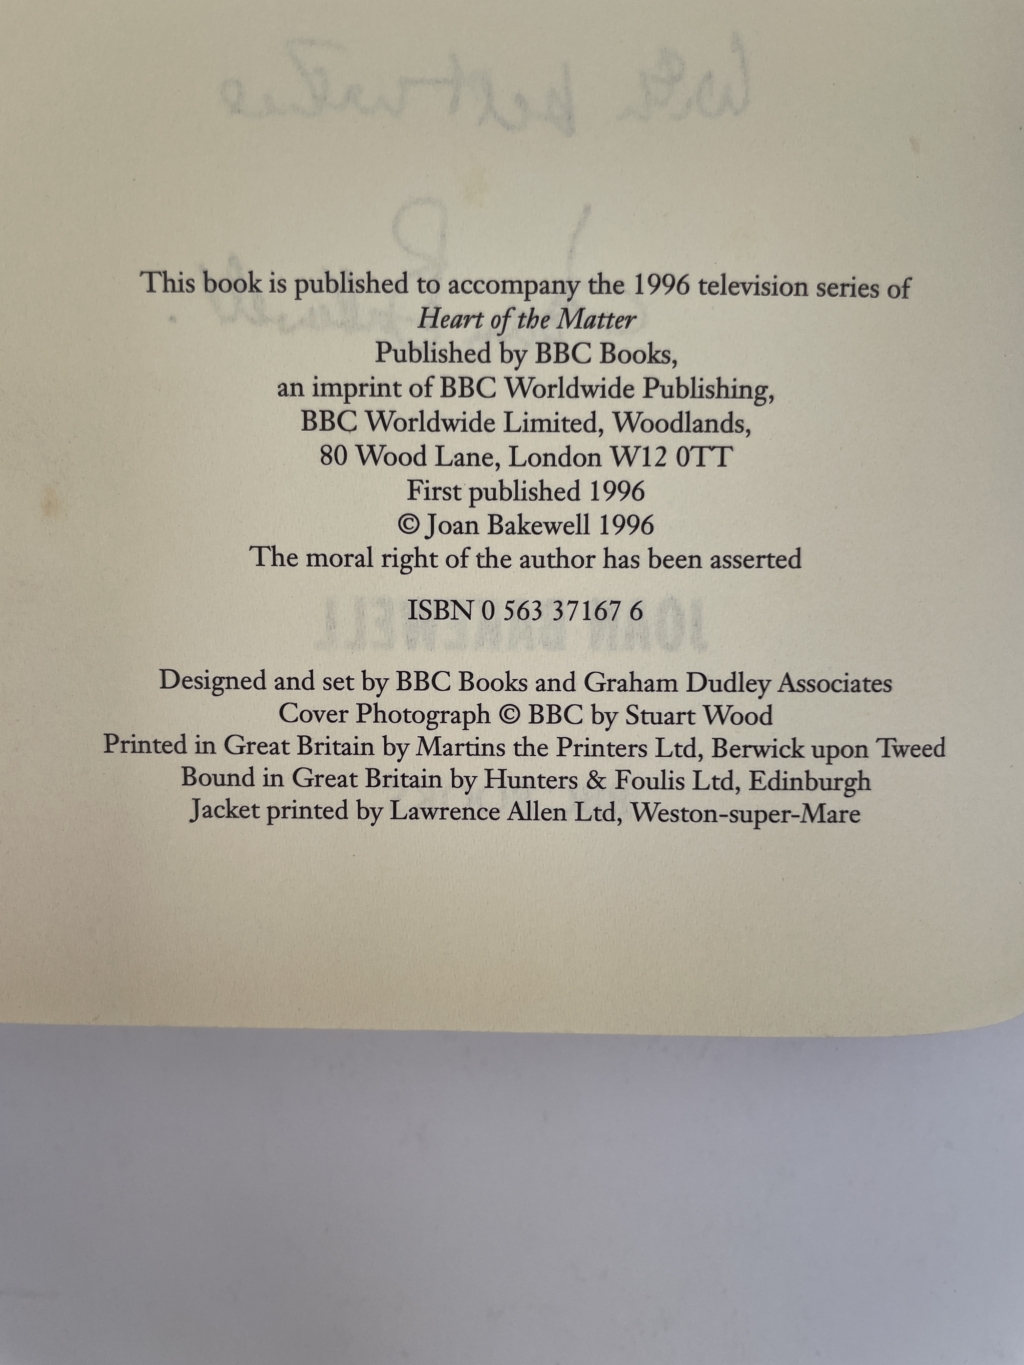 With best wishes
This book is published to accompany the 1996 television series of
Heart of the Matter
Published by BBC Books,
an imprint of BBC Worldwide Publishing,
BBC Worldwide Limited, Woodlands,
80 Wood Lane, London W12 0TT
First published 1996
© Joan Bakewell 1996
The moral right of the author has been asserted
ISBN 0 563 37167 6
JOAN BAKEWELL
Designed and set by BBC Books and Graham Dudley Associates
Cover Photograph © BBC by Stuart Wood
Printed in Great Britain by Martins the Printers Ltd, Berwick upon Tweed
Bound in Great Britain by Hunters & Foulis Ltd, Edinburgh
Jacket printed by Lawrence Allen Ltd, Weston-super-Mare